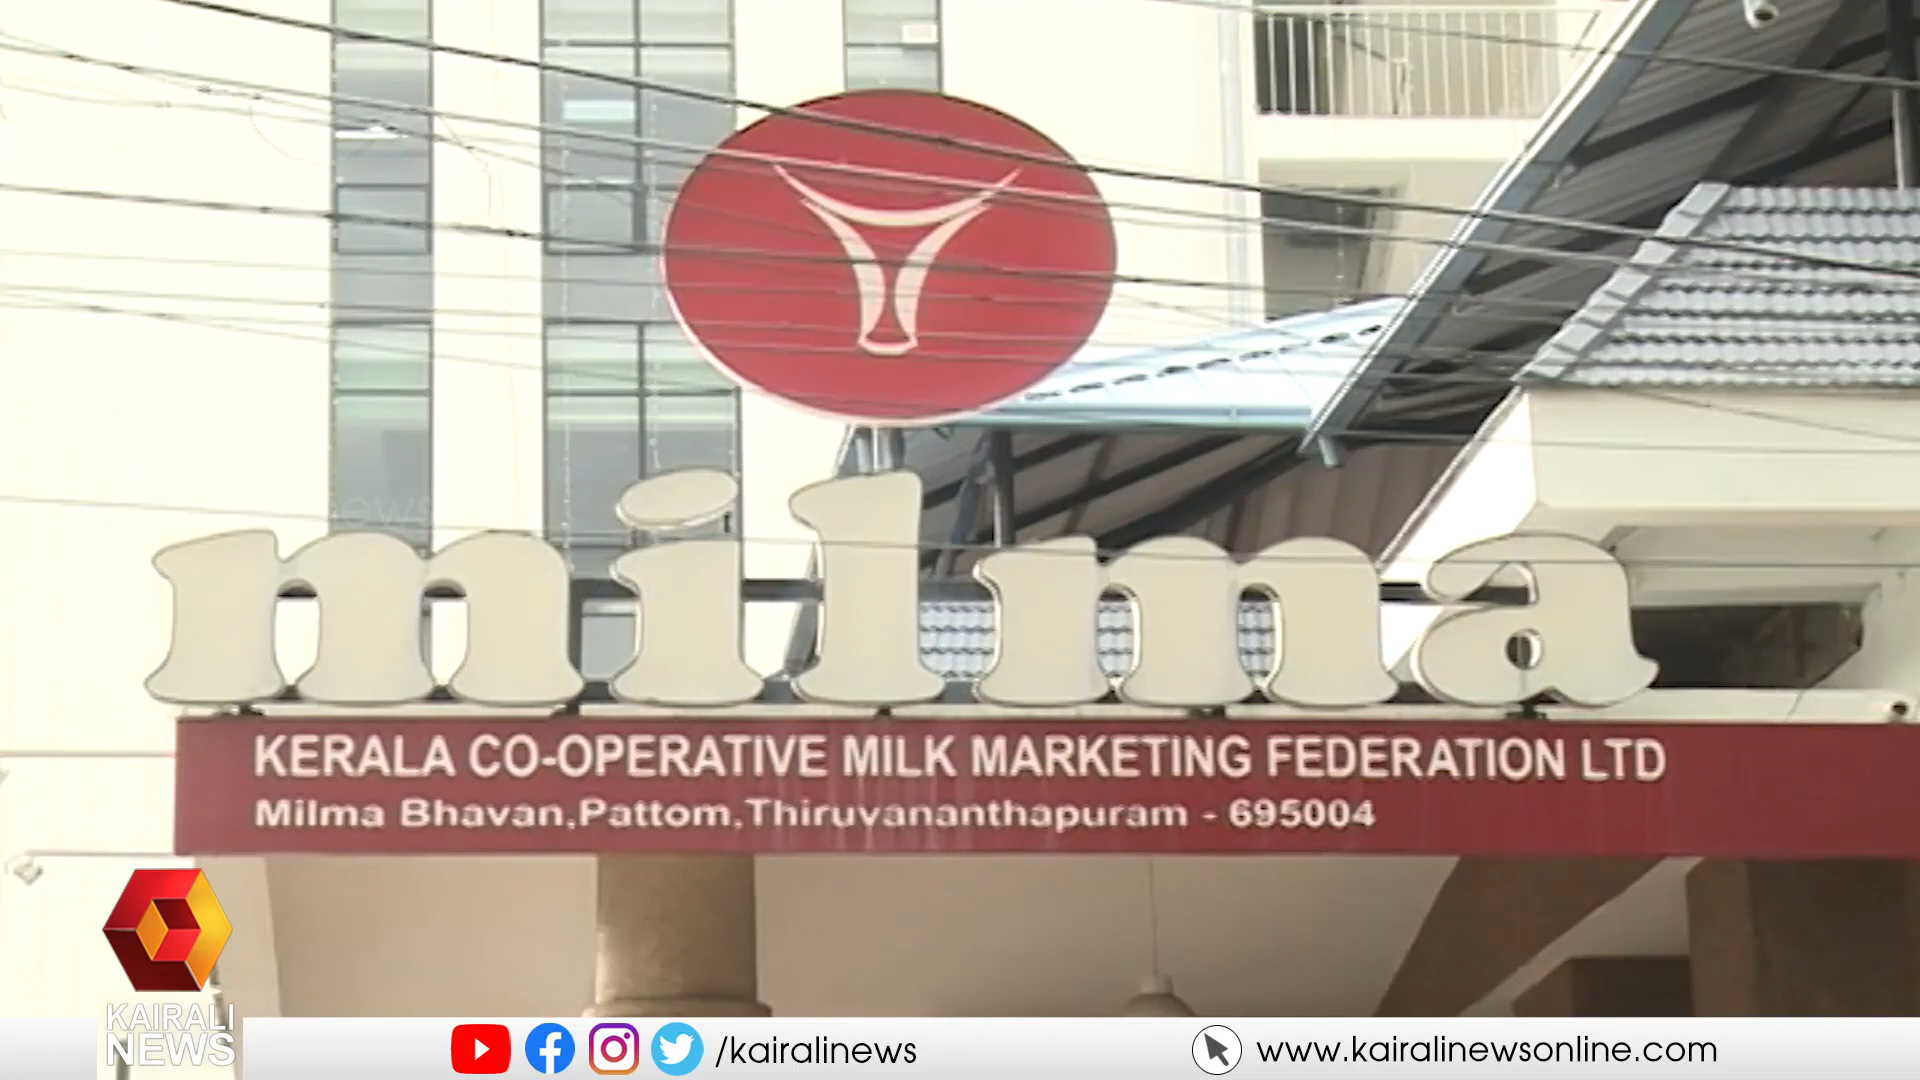 milma
KERALA CO-OPERATIVE MILK MARKETING FEDERATION LTD
Milma Bhavan,Pattom,Thiruvananthapuram - 695004
news
KAIRALI
NEWS
/kairalinews
www.kairalinewsonline.com